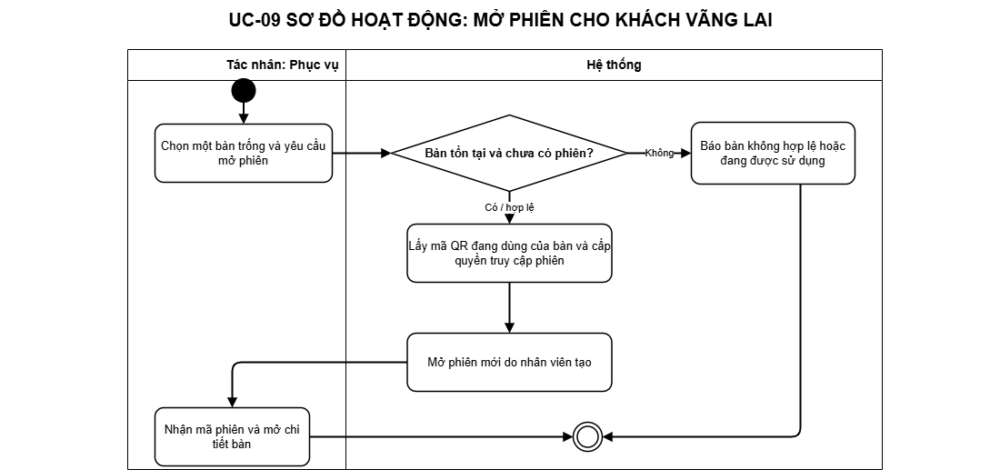 UC-09 SƠ ĐỒ HOẠT ĐỘNG: MỞ PHIÊN CHO KHÁCH VÃNG LAI
Tác nhân: Phục vụ
Hệ thống
Chọn một bàn trống và yêu cầu
mở phiên
Bàn tồn tại và chưa có phiên?
Không
Báo bàn không hợp lệ hoặc
đang được sử dụng
Có / hợp lệ
Lấy mã QR đang dùng của bàn và cấp
quyền truy cập phiên
Mở phiên mới do nhân viên tạo
Nhận mã phiên và mở chi
tiết bàn